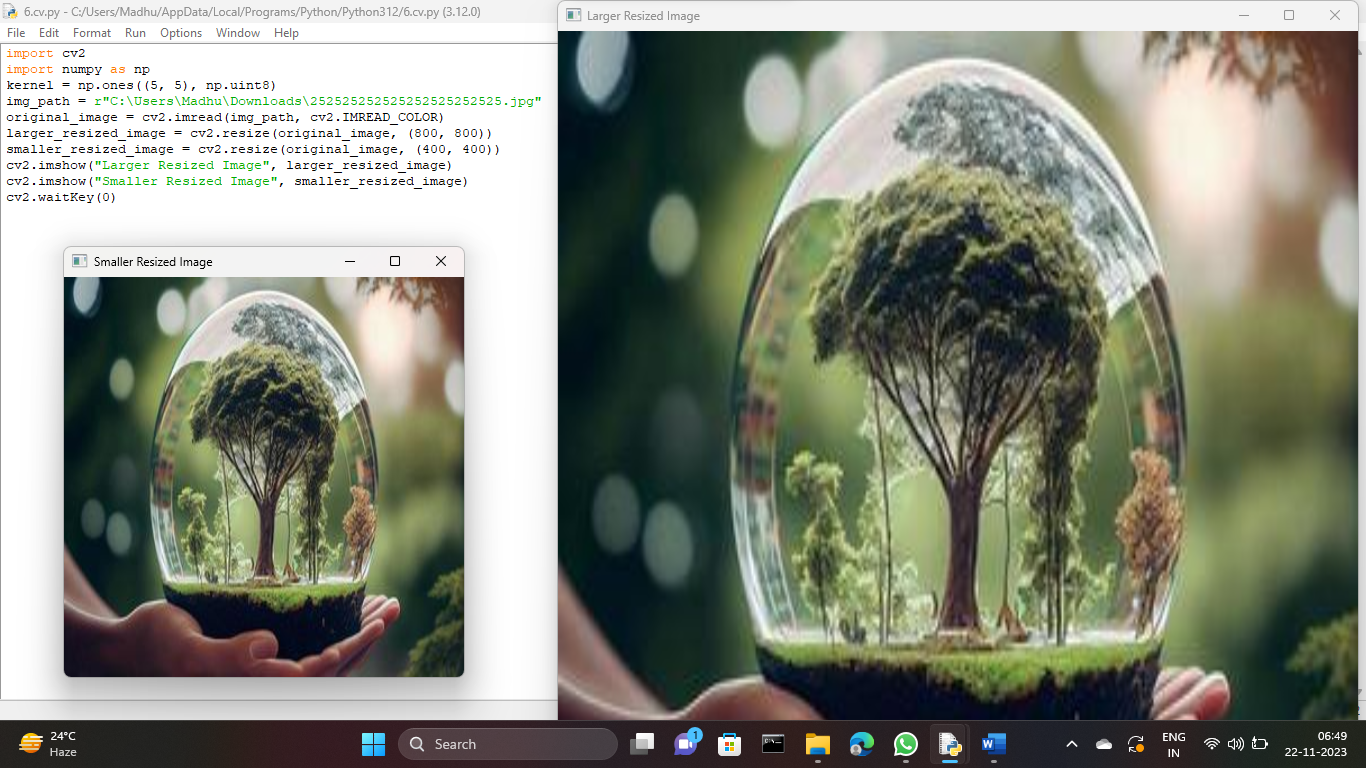 6.cv.py - C:/Users/Madhu/AppData/Local/Programs/Python/Python312/6.cv.py (3.12.0)
File Edit Format Run Options Window Help
import cv2
import numpy as np
kernel = np.ones((5, 5), np.uint8)
img_path = r"C:\Users\Madhu\Downloads\2525252525252525252525252525.jpg"
original_image = cv2.imread(img_path, cv2.IMREAD_COLOR)
larger_resized_image = cv2.resize(original_image, (800, 800))
smaller_resized_image = cv2.resize(original_image, (400, 400))
cv2.imshow("Larger Resized Image", larger_resized_image)
cv2.imshow("Smaller Resized Image", smaller_resized_image)
cv2.waitKey(0)
Smaller Resized Image
Larger Resized Image
24°C
Haze
Search
1
ENG
IN
06:49
22-11-2023